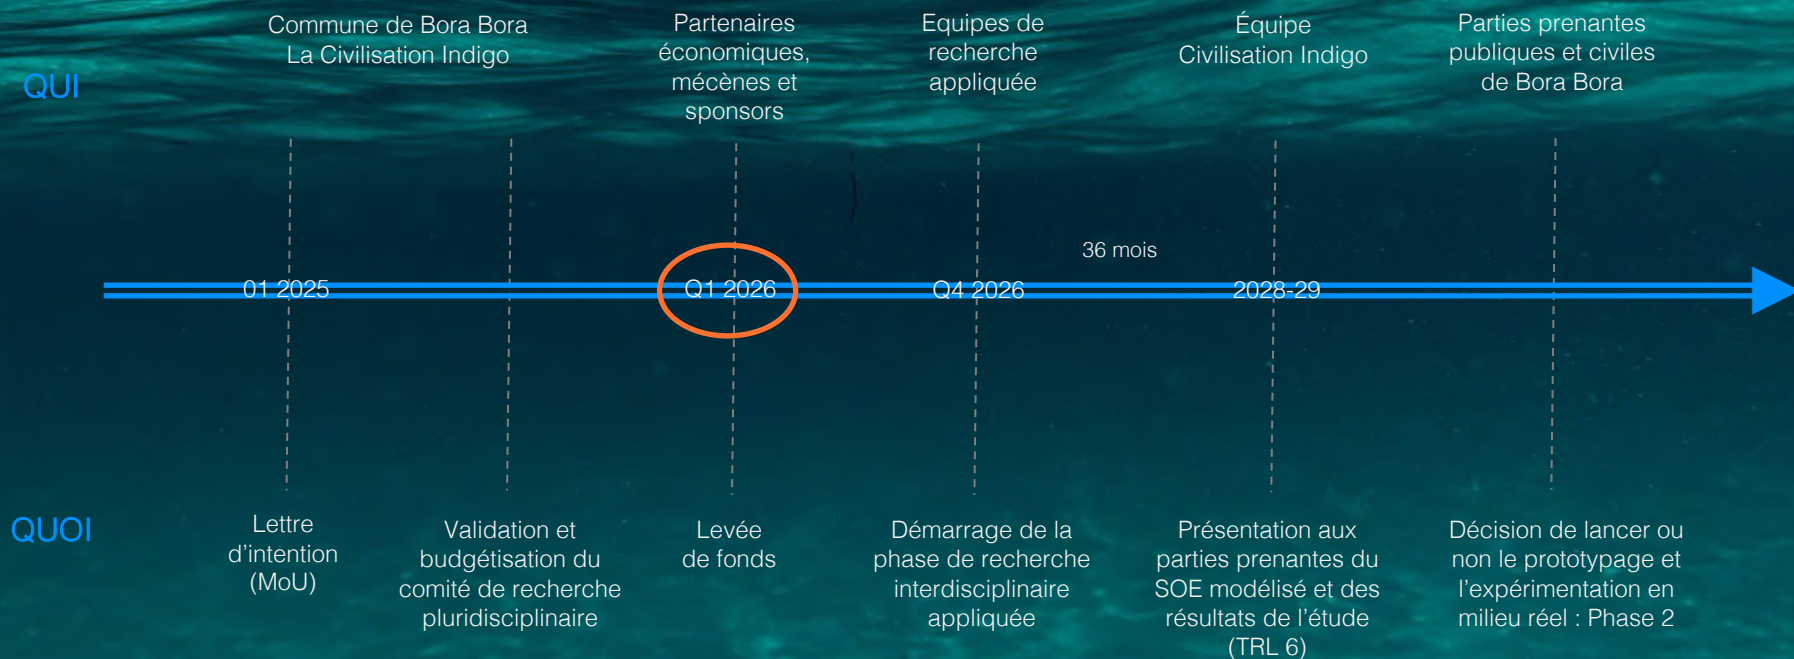 QUI
Commune de Bora Bora
La Civilisation Indigo
Partenaires
économiques,
mécènes et
sponsors
Equipes de
recherche
appliquée
Équipe
Civilisation Indigo
Parties prenantes
publiques et civiles
de Bora Bora
36 mois
01 2025
Q1 2026
Q4 2026
2028-29
QUOI
Lettre
d'intention
(MoU)
Validation et
budgétisation du
comité de recherche
pluridisciplinaire
Levée
de fonds
Démarrage de la
phase de recherche
interdisciplinaire
appliquée
Présentation aux
parties prenantes du
SOE modélisé et des
résultats de l'étude
(TRL 6)
Décision de lancer ou
non le prototypage et
l'expérimentation en
milieu réel : Phase 2